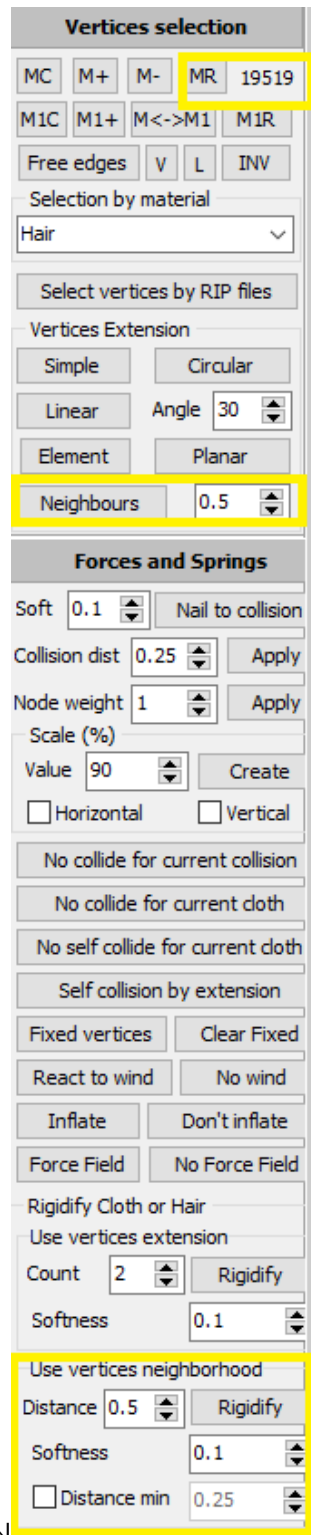 Vertices selection
MC M+ M- MR 19519
M1C M1+ M<->M1 M1R
Free edges V L INV
Selection by material
Hair
Select vertices by RIP files
Vertices Extension
Simple Circular
Linear Angle 30
Element Planar
Neighbours 0.5
Forces and Springs
Soft 0.1 Nail to collision
Collision dist 0.25 Apply
Node weight 1 Apply
Scale (%)
Value 90 Create
Horizontal Vertical
No collide for current collision
No collide for current cloth
No self collide for current cloth
Self collision by extension
Fixed vertices Clear Fixed
React to wind No wind
Inflate Don't inflate
Force Field No Force Field
Rigidify Cloth or Hair
Use vertices extension
Count 2 Rigidify
Softness 0.1
Use vertices neighborhood
Distance 0.5 Rigidify
Softness 0.1
Distance min 0.25